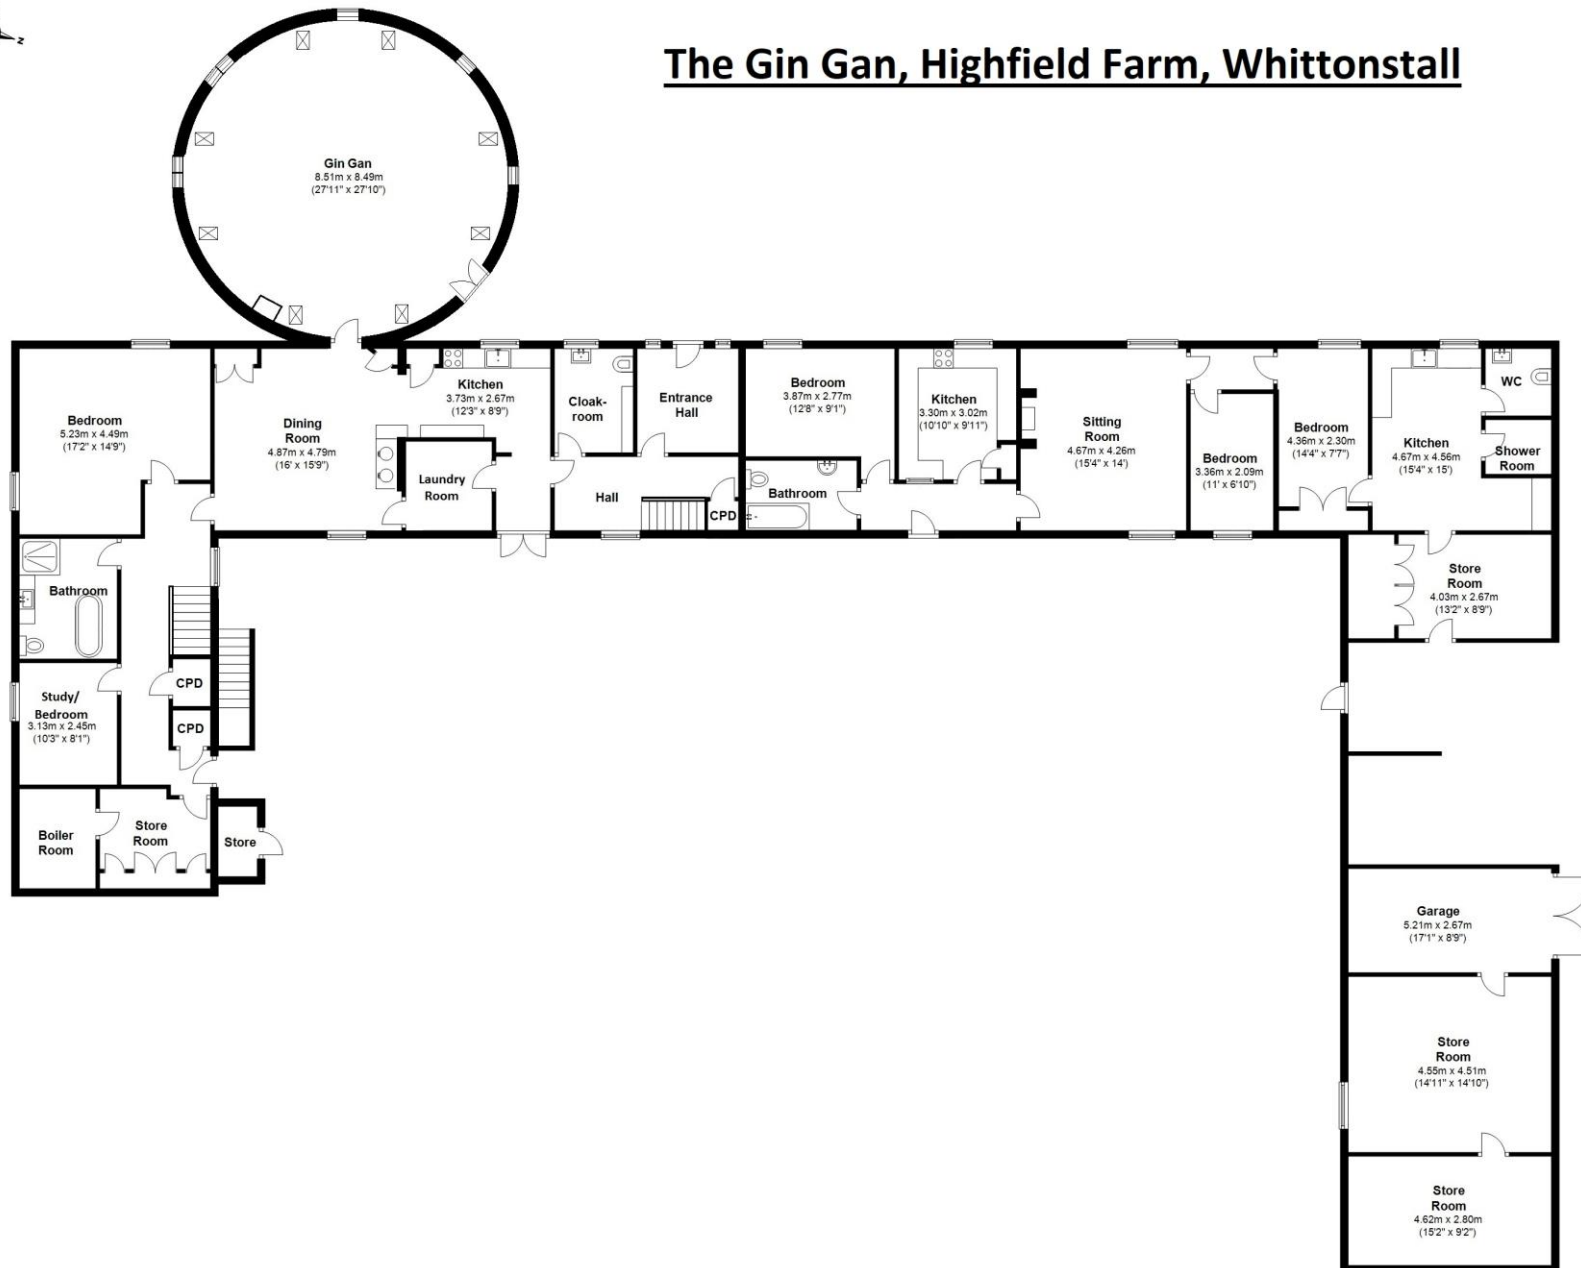 The Gin Gan, Highfield Farm, Whittonstall
z
Gin Gan
8.51m x 8.49m
(27'11" x 27'10")
Bedroom
5.23m x 4.49m
(17'2" x 14'9")
Dining
Room
4.87m x 4.79m
(16' x 15'9")
Kitchen
3.73m x 2.67m
(12'3" x 8'9")
Laundry
Room
Cloak-
room
Entrance
Hall
Hall
CPD
Bedroom
3.87m x 2.77m
(12'8" x 9'1")
Bathroom
Kitchen
3.30m x 3.02m
(10'10" x 9'11")
Sitting
Room
4.67m x 4.26m
(15'4" x 14')
Bedroom
3.36m x 2.09m
(11' x 6'10")
Bedroom
4.36m x 2.30m
(14'4" x 7'7")
Kitchen
4.67m x 4.56m
(15'4" x 15')
WC
Shower
Room
Store
Room
4.03m x 2.67m
(13'2" x 8'9")
Bathroom
Study/
Bedroom
3.13m x 2.45m
(10'3" x 8'1")
CPD
CPD
Boiler
Room
Store
Room
Store
Garage
5.21m x 2.67m
(17'1" x 8'9")
Store
Room
4.55m x 4.51m
(14'11" x 14'10")
Store
Room
4.62m x 2.80m
(15'2" x 9'2")